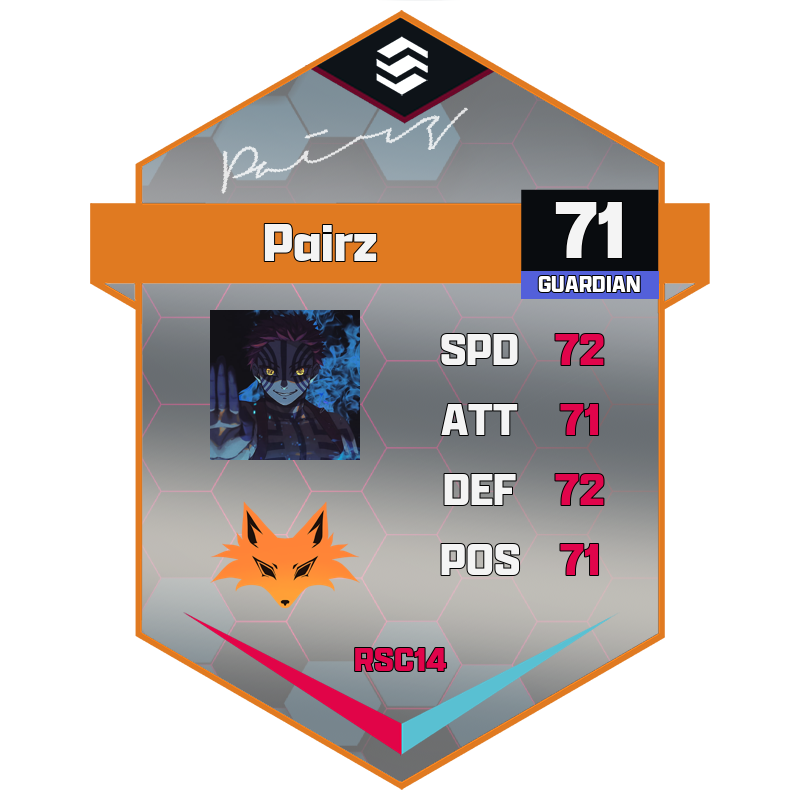 Pairz
Pairz
71
GUARDIAN
SPD 72
ATT 71
DEF 72
POS 71
RSC14